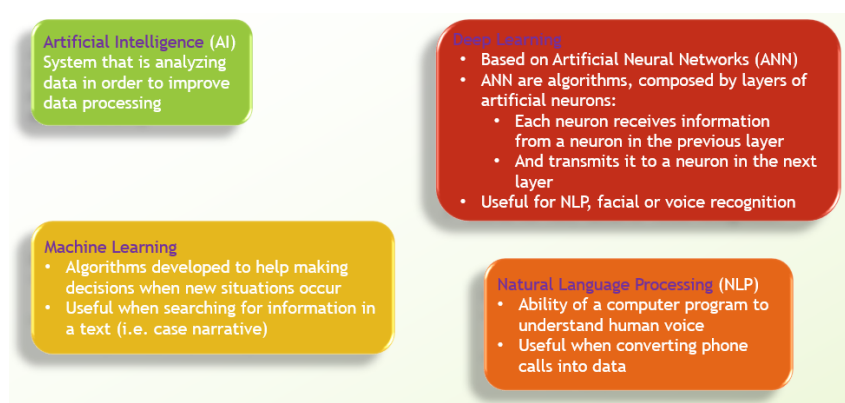 Artificial Intelligence (AI)
System that is analyzing
data in order to improve
data processing
Deep Learning
• Based on Artificial Neural Networks (ANN)
• ANN are algorithms, composed by layers of
artificial neurons:
• Each neuron receives information
from a neuron in the previous layer
• And transmits it to a neuron in the next
layer
• Useful for NLP, facial or voice recognition
Machine Learning
• Algorithms developed to help making
decisions when new situations occur
• Useful when searching for information in
a text (i.e. case narrative)
Natural Language Processing (NLP)
• Ability of a computer program to
understand human voice
• Useful when converting phone
calls into data